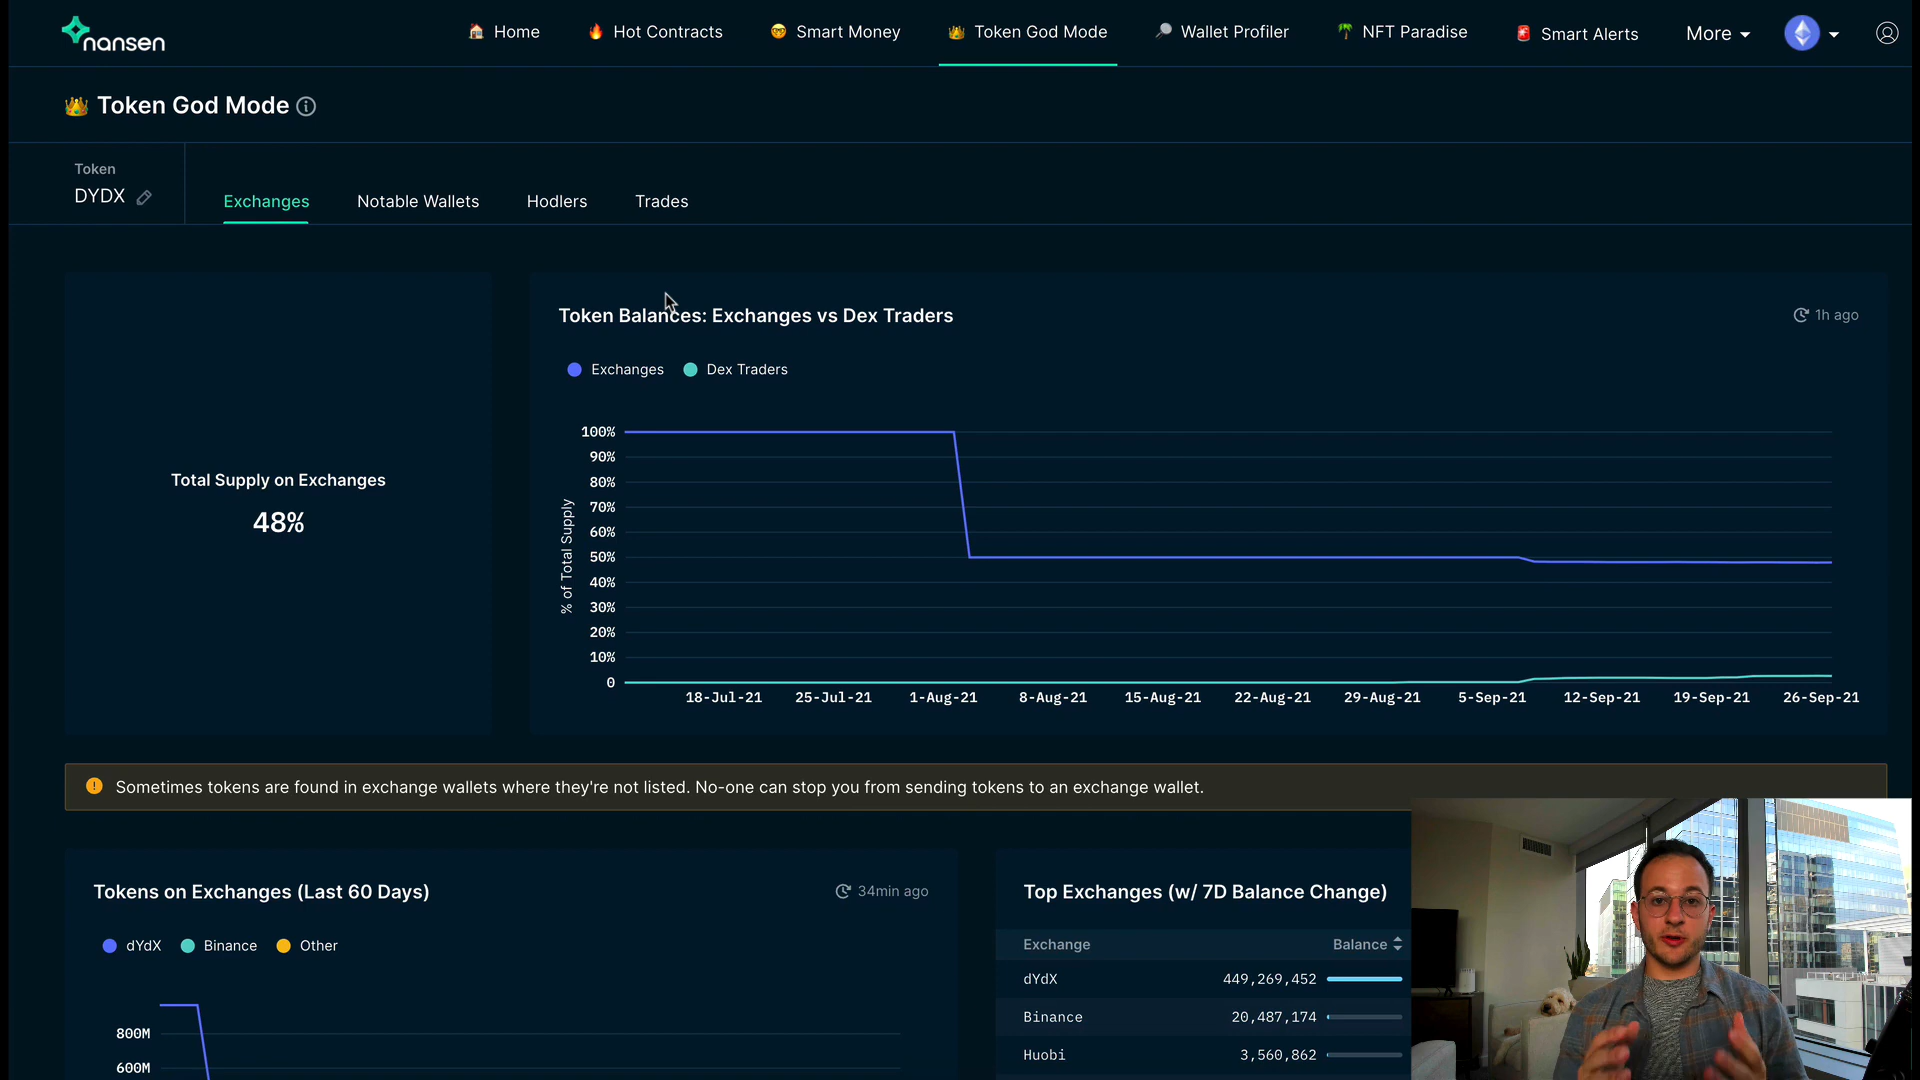 nansen
Home
Hot Contracts
Smart Money
Token God Mode
Wallet Profiler
NFT Paradise
Smart Alerts
More
Token God Mode
Token
DYDX
Exchanges
Notable Wallets
Hodlers
Trades
Total Supply on Exchanges
48%
Token Balances: Exchanges vs Dex Traders
1h ago
Exchanges
Dex Traders
% of Total Supply
100%
90%
80%
70%
60%
50%
40%
30%
20%
10%
0
18-Jul-21
25-Jul-21
1-Aug-21
8-Aug-21
15-Aug-21
22-Aug-21
29-Aug-21
5-Sep-21
12-Sep-21
19-Sep-21
26-Sep-21
Sometimes tokens are found in exchange wallets where they're not listed. No-one can stop you from sending tokens to an exchange wallet.
Tokens on Exchanges (Last 60 Days)
34min ago
dYdX
Binance
Other
800M
600M
Top Exchanges (w/ 7D Balance Change)
Exchange Balance
dYdX 449,269,452
Binance 20,487,174
Huobi 3,560,862